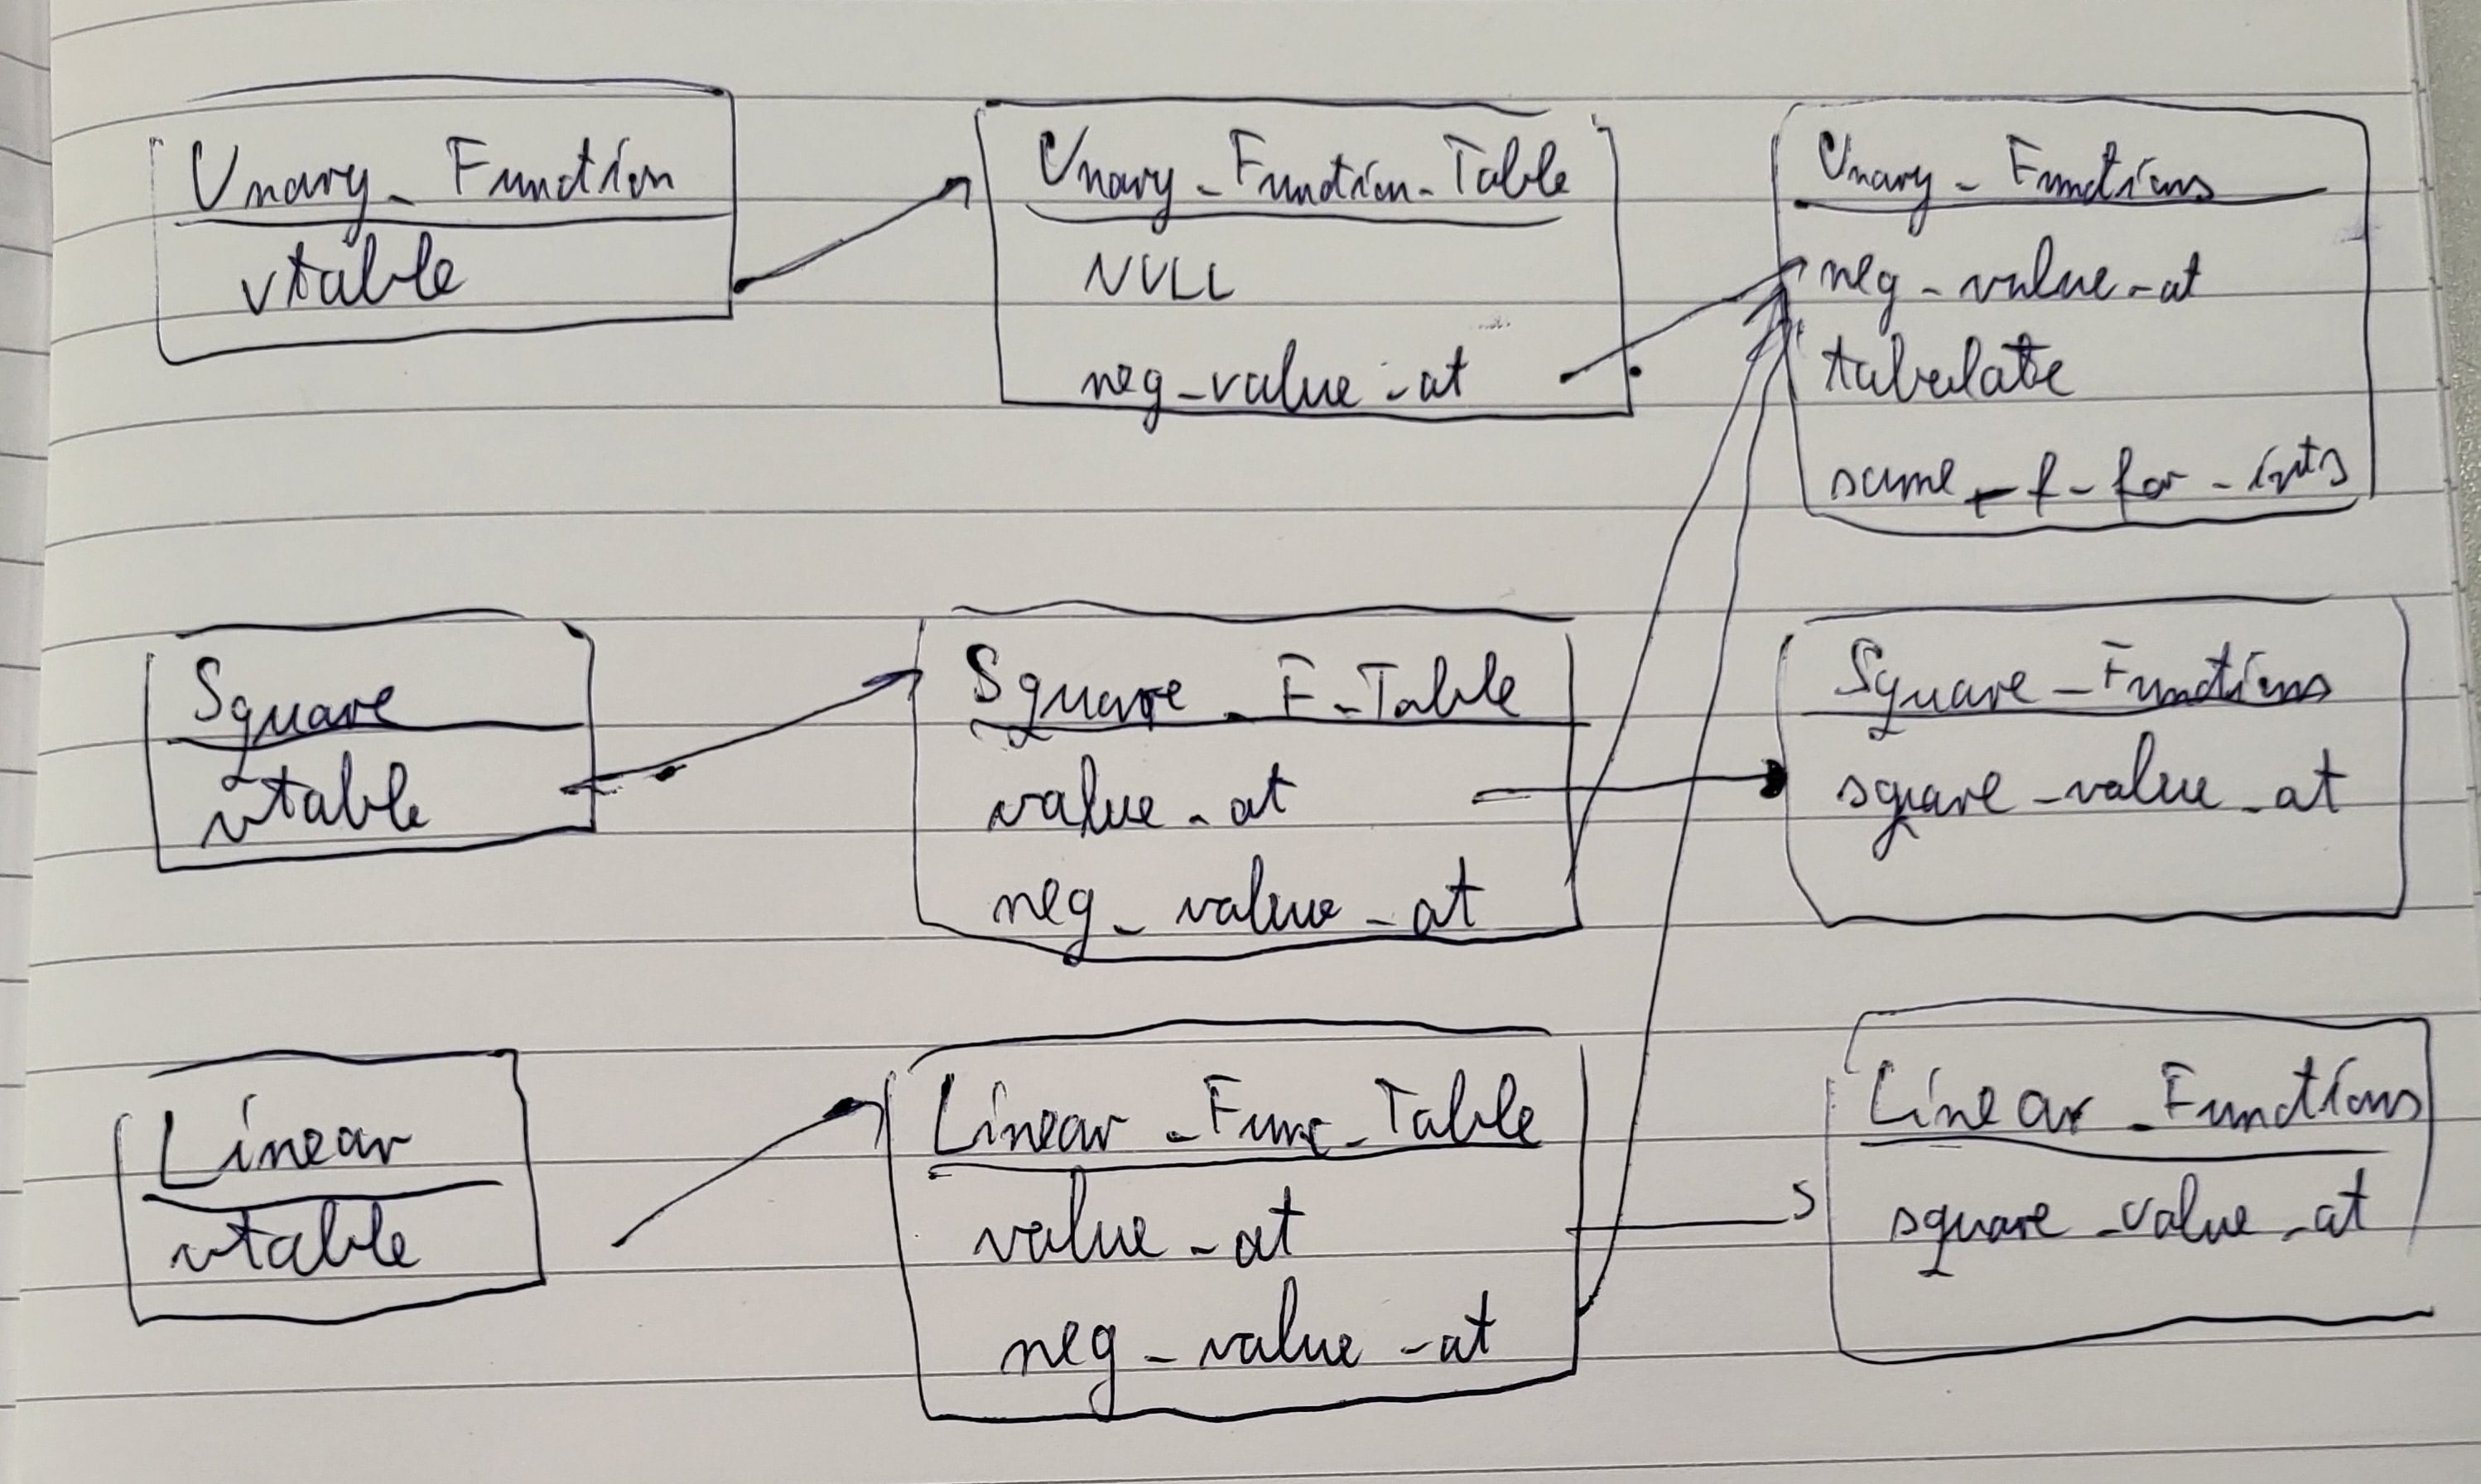 Unary_Function
vtable
Unary_Function_Table
NULL
neg_value_at
Unary_Functions
neg_value_at
tabulate
same_f_for_ints
Square
vtable
Square_F_Table
value_at
neg_value_at
Square_Functions
square_value_at
Linear
vtable
Linear_Func_Table
value_at
neg_value_at
Linear_Functions
square_value_at